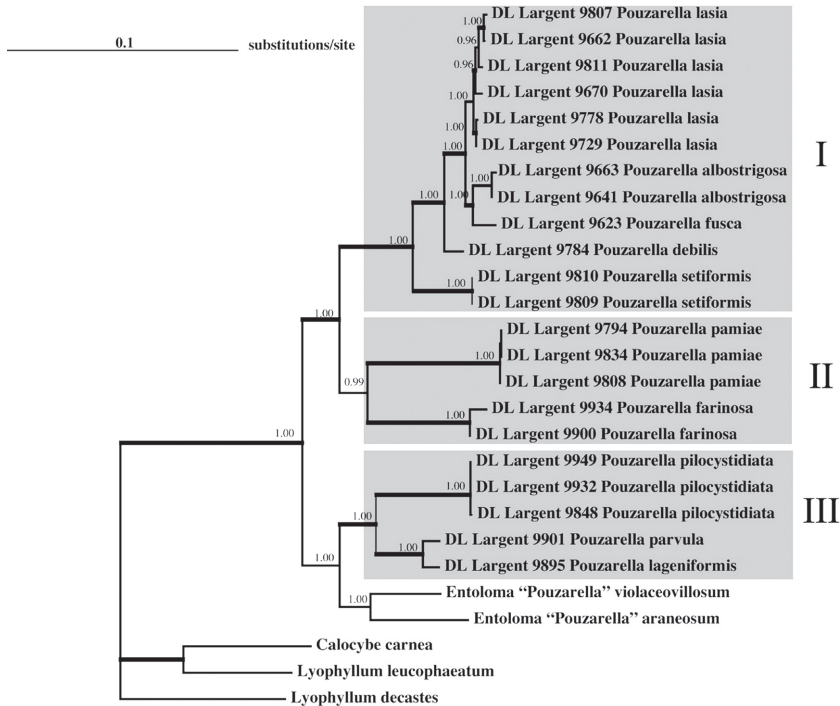 0.1 substitutions/site
1.00 DL Largent 9807 Pouzarella lasia
0.96 DL Largent 9662 Pouzarella lasia
0.96 DL Largent 9811 Pouzarella lasia
DL Largent 9670 Pouzarella lasia
1.00
DL Largent 9778 Pouzarella lasia
1.00
DL Largent 9729 Pouzarella lasia
1.00
I
1.00 DL Largent 9663 Pouzarella albostrigosa
1.00 1.00 DL Largent 9641 Pouzarella albostrigosa
DL Largent 9623 Pouzarella fusca
1.00 DL Largent 9784 Pouzarella debilis
1.00 DL Largent 9810 Pouzarella setiformis
DL Largent 9809 Pouzarella setiformis
1.00
DL Largent 9794 Pouzarella pamiae
1.00 DL Largent 9834 Pouzarella pamiae
DL Largent 9808 Pouzarella pamiae
II
0.99
DL Largent 9934 Pouzarella farinosa
1.00
DL Largent 9900 Pouzarella farinosa
1.00
DL Largent 9949 Pouzarella pilocystidiata
1.00 DL Largent 9932 Pouzarella pilocystidiata
DL Largent 9848 Pouzarella pilocystidiata
III
1.00
DL Largent 9901 Pouzarella parvula
1.00
DL Largent 9895 Pouzarella lageniformis
1.00
Entoloma “Pouzarella” violaceovillosum
1.00
Entoloma “Pouzarella” araneosum
Calocybe carnea
Lyophyllum leucophaeatum
Lyophyllum decastes